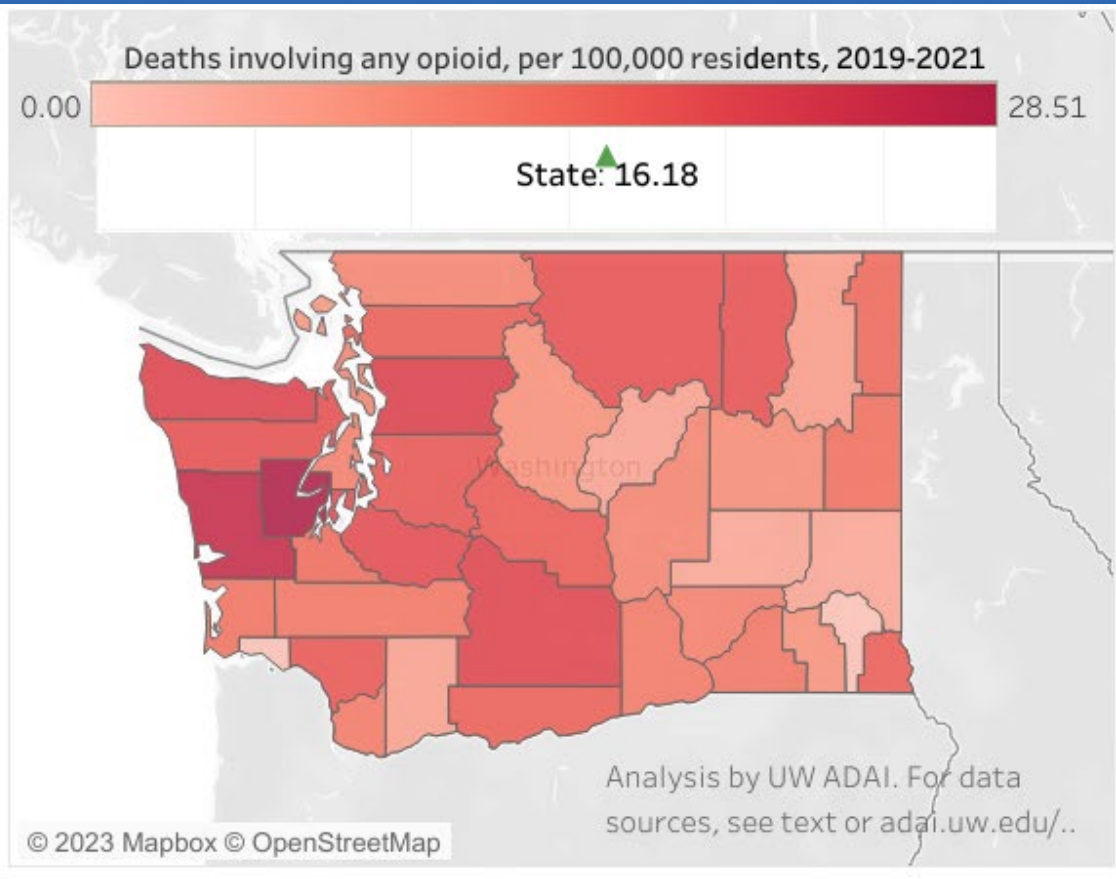 Deaths involving any opioid, per 100,000 residents, 2019-2021
0.00
28.51
State: 16.18
Washington
Analysis by UW ADAI. For data
sources, see text or adai.uw.edu/..
© 2023 Mapbox © OpenStreetMap